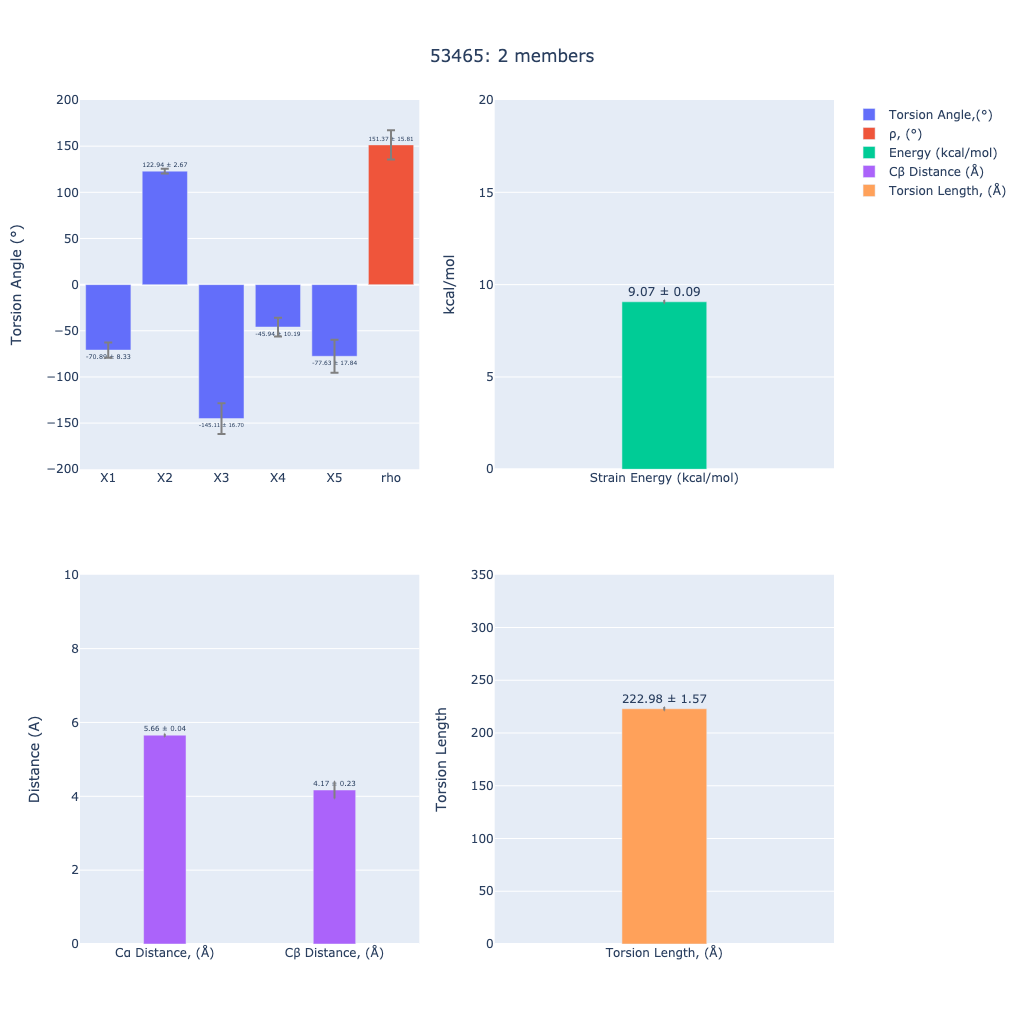 53465: 2 members
Torsion Angle (°)
200
150
100
50
0
−50
−100
−150
−200
-70.89 ± 8.33
122.94 ± 2.67
-145.11 ± 16.70
-45.94 ± 10.19
-77.63 ± 17.84
151.37 ± 15.81
X1 X2 X3 X4 X5 rho
kcal/mol
20
15
10
5
0
9.07 ± 0.09
Strain Energy (kcal/mol)
Torsion Angle,(°)
ρ, (°)
Energy (kcal/mol)
Cβ Distance (Å)
Torsion Length, (Å)
Distance (A)
10
8
6
4
2
0
5.66 ± 0.04
4.17 ± 0.23
Cα Distance, (Å) Cβ Distance, (Å)
Torsion Length
350
300
250
200
150
100
50
0
222.98 ± 1.57
Torsion Length, (Å)